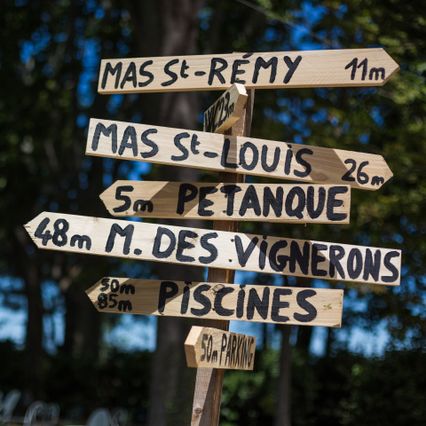 MAS St-RÉMY 11m
MAS St-LOUIS 26m
5m PETANQUE
48m M. DES VIGNERONS
50m
85m PISCINES
50m PARKING